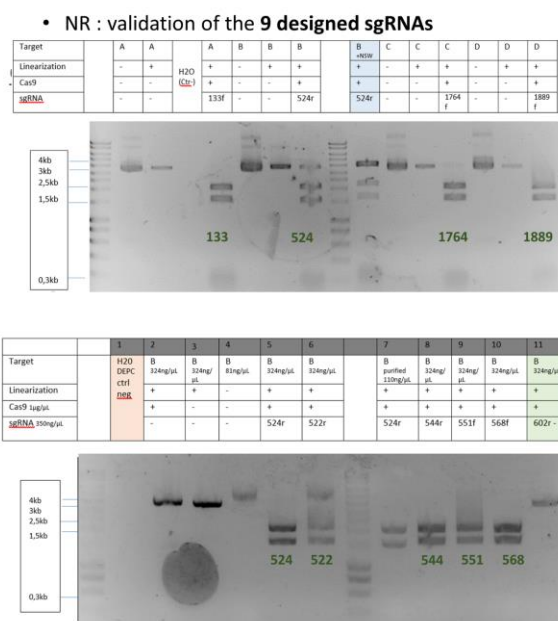 • NR : validation of the 9 designed sgRNAs
Target A A H2O (Ctr-) A B B B B +NSW C C C D D D
Linearization - + + - + + + - + + - + +
Cas9 - - + - - + + - - + - - +
sgRNA - - 133f - - 524r 524r - - 1764 f - - 1889 f
4kb
3kb
2,5kb
1,5kb
0,3kb
133 524 1764 1889
1 2 3 4 5 6 7 8 9 10 11
Target H20 DEPC ctrl neg B 324ng/µL B 324ng/ µL B 81ng/µL B 324ng/µL B 324ng/µL B purified 110ng/µL B 324ng/ µL B 324ng/ µL B 324ng/µL B 324ng/µ
Linearization + + - + + + + + + +
Cas9 1µg/µL + - - + + + + + + +
sgRNA 350ng/µL - - - 524r 522r 524r 544r 551f 568f 602r -
4kb
3kb
2,5kb
1,5kb
0,3kb
524 522 544 551 568